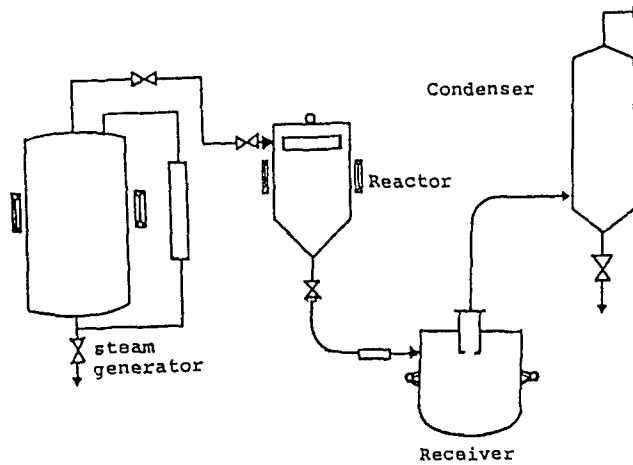 Condenser
Reactor
steam
generator
Receiver